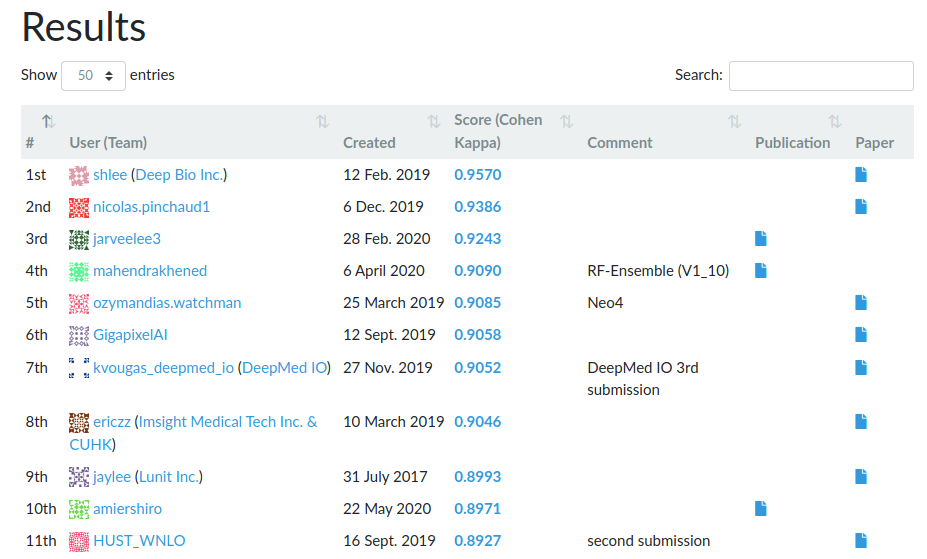 Results
Show 50 entries Search:
Score (Cohen
# User (Team) Created Kappa) Comment Publication Paper
1st shlee (Deep Bio Inc.) 12 Feb. 2019 0.9570
2nd nicolas.pinchaud1 6 Dec. 2019 0.9386
3rd jarveelee3 28 Feb. 2020 0.9243
4th mahendrakhened 6 April 2020 0.9090 RF-Ensemble (V1_10)
5th ozymandias.watchman 25 March 2019 0.9085 Neo4
6th GigapixelAI 12 Sept. 2019 0.9058
7th kvougas_deepmed_io (DeepMed IO) 27 Nov. 2019 0.9052 DeepMed IO 3rd
submission
8th ericzz (Imsight Medical Tech Inc. & 10 March 2019 0.9046
CUHK)
9th jaylee (Lunit Inc.) 31 July 2017 0.8993
10th amiershiro 22 May 2020 0.8971
11th HUST_WNLO 16 Sept. 2019 0.8927 second submission